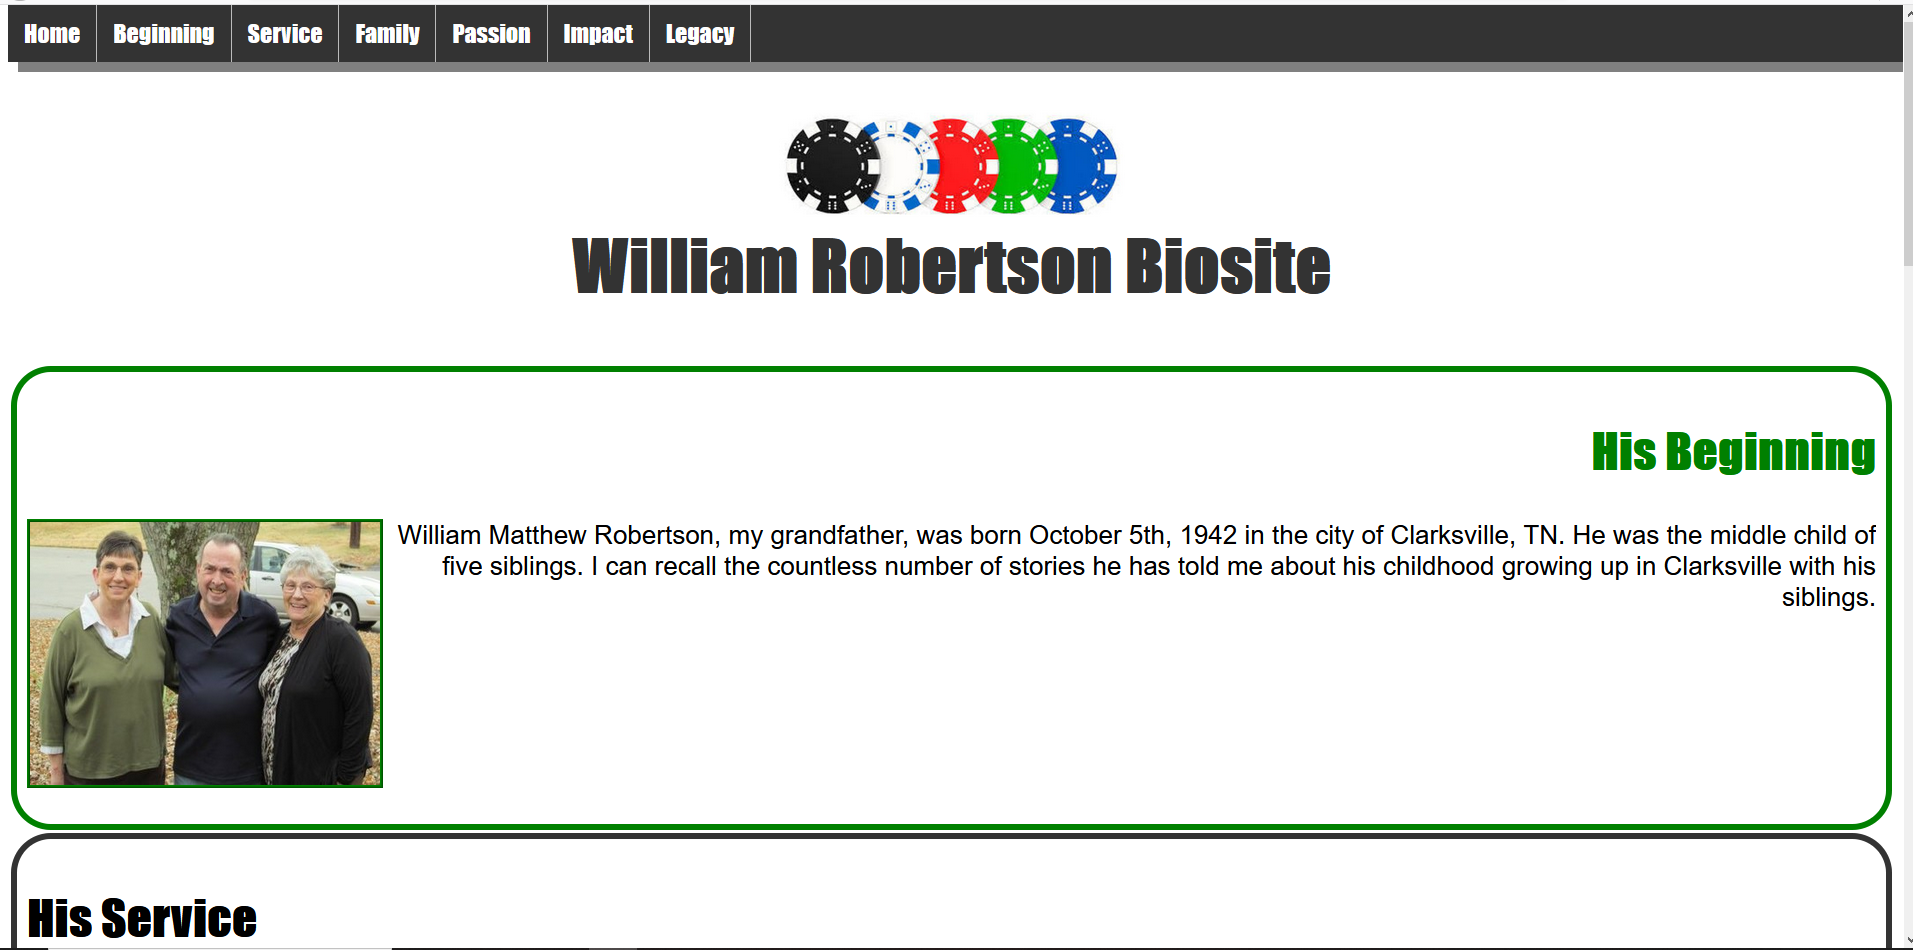 Home Beginning Service Family Passion Impact Legacy
William Robertson Biosite
His Beginning
William Matthew Robertson, my grandfather, was born October 5th, 1942 in the city of Clarksville, TN. He was the middle child of
five siblings. I can recall the countless number of stories he has told me about his childhood growing up in Clarksville with his
siblings.
His Service